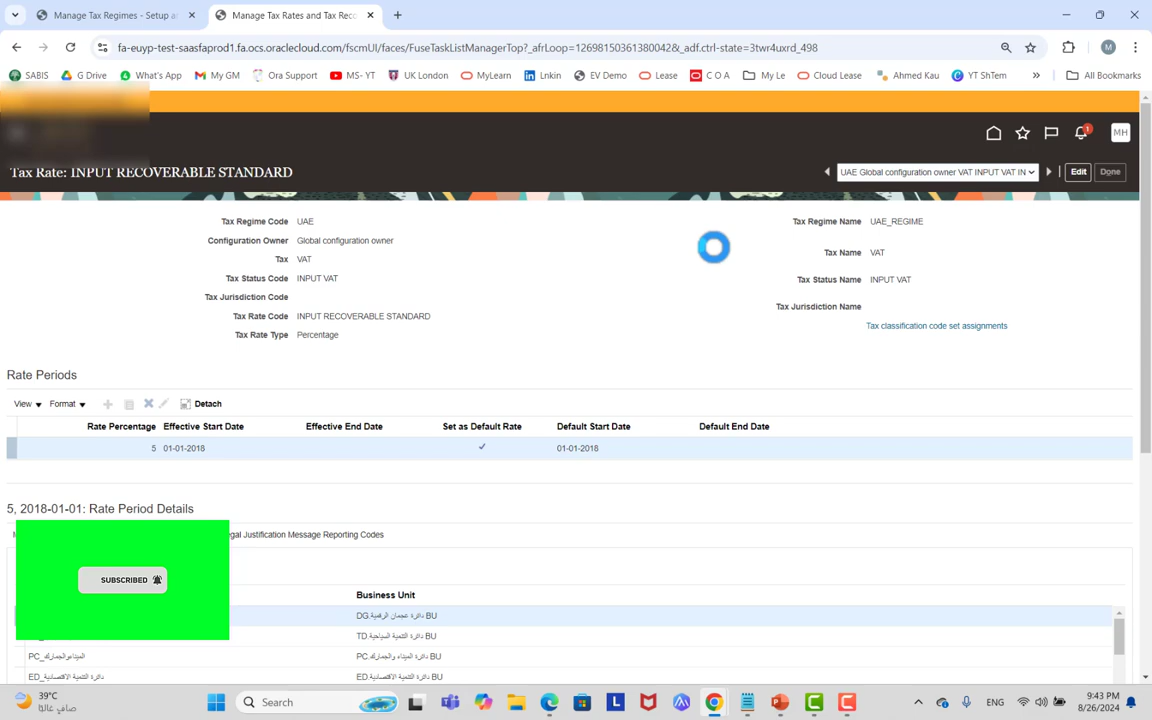 Manage Tax Regimes - Setup a
Manage Tax Rates and Tax Rec
fa-euyp-test-saasfaprod1.fa.ocs.oraclecloud.com/fscmUI/faces/FuseTaskListManagerTop?_afrLoop=12698150361380042&_adf.ctrl-state=3twr4uxrd_498
SABIS G Drive What's App My GM Ora Support MS- YT UK London MyLearn Lnkin EV Demo Lease C O A My Le Cloud Lease Ahmed Kau YT ShTem » All Bookmarks
1 MH
Tax Rate: INPUT RECOVERABLE STANDARD
UAE Global configuration owner VAT INPUT VAT IN Edit Done
Tax Regime Code UAE
Tax Regime Name UAE_REGIME
Configuration Owner Global configuration owner
Tax VAT
Tax Name VAT
Tax Status Code INPUT VAT
Tax Status Name INPUT VAT
Tax Jurisdiction Code
Tax Jurisdiction Name
Tax Rate Code INPUT RECOVERABLE STANDARD
Tax classification code set assignments
Tax Rate Type Percentage
Rate Periods
View Format Detach
Rate Percentage Effective Start Date Effective End Date Set as Default Rate Default Start Date Default End Date
5 01-01-2018 01-01-2018
5, 2018-01-01: Rate Period Details
egal Justification Message Reporting Codes
SUBSCRIBED
Business Unit
DG.دائرة عجمان الرقمية BU
TD.دائرة التنمية السياحية BU
PC_الميناءوالجمارك PC.دائرة الميناء والجمارك BU
ED_دائرة التنمية الاقتصادية ED.دائرة التنمية الاقتصادية BU
39°C
صافٍ غالبًا
Search
ENG
9:43 PM
8/26/2024